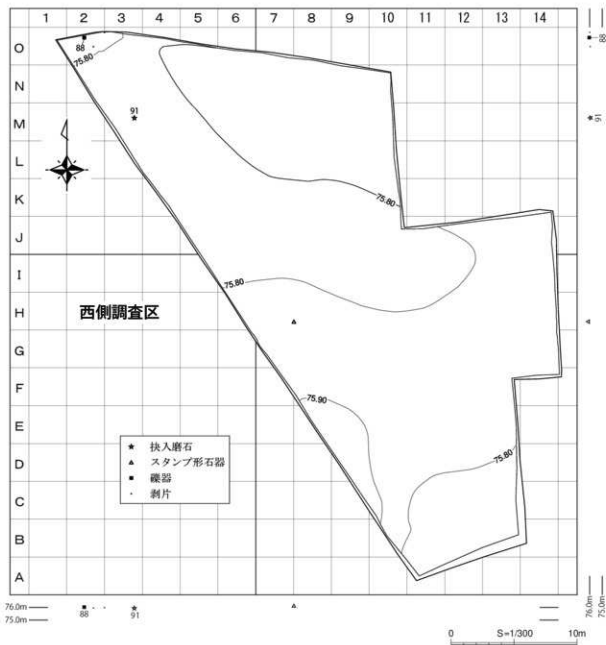 1 2 3 4 5 6 7 8 9 10 11 12 13 14
O
N
M
L
K
J
I
H
G
F
E
D
C
B
A
88
75.80
91
75.80
75.80
75.90
75.80
西側調査区
★ 抉入磨石
▲ スタンプ形石器
■ 礫器
・ 剥片
88
91
76.0m
75.0m
76.0m
75.0m
88
91
0 S=1/300 10m